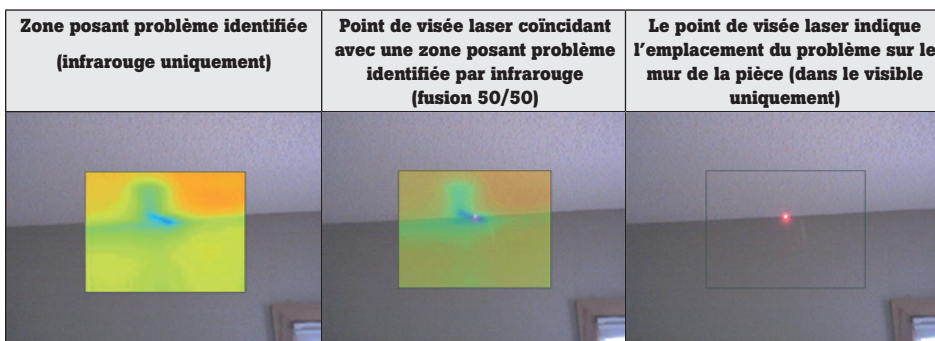 Zone posant problème identifiée
(infrarouge uniquement)
Point de visée laser coïncidant
avec une zone posant problème
identifiée par infrarouge
(fusion 50/50)
Le point de visée laser indique
l’emplacement du problème sur le
mur de la pièce (dans le visible
uniquement)